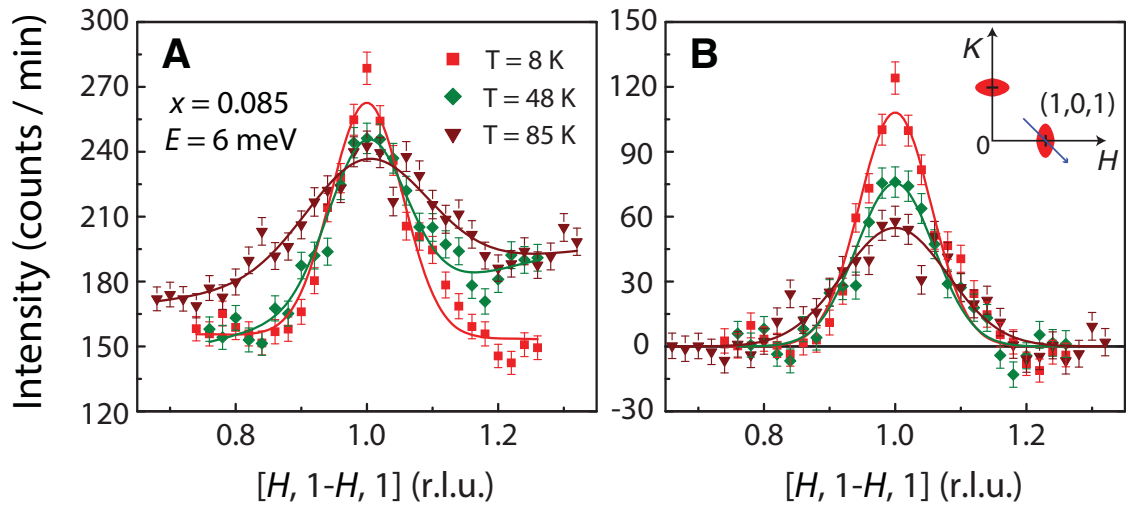 Intensity (counts / min)
300
270
240
210
180
150
120
A
x = 0.085
E = 6 meV
T = 8 K
T = 48 K
T = 85 K
0.8
1.0
1.2
[H, 1-H, 1] (r.l.u.)
150
120
90
60
30
0
-30
B
K
(1,0,1)
0
H
0.8
1.0
1.2
[H, 1-H, 1] (r.l.u.)